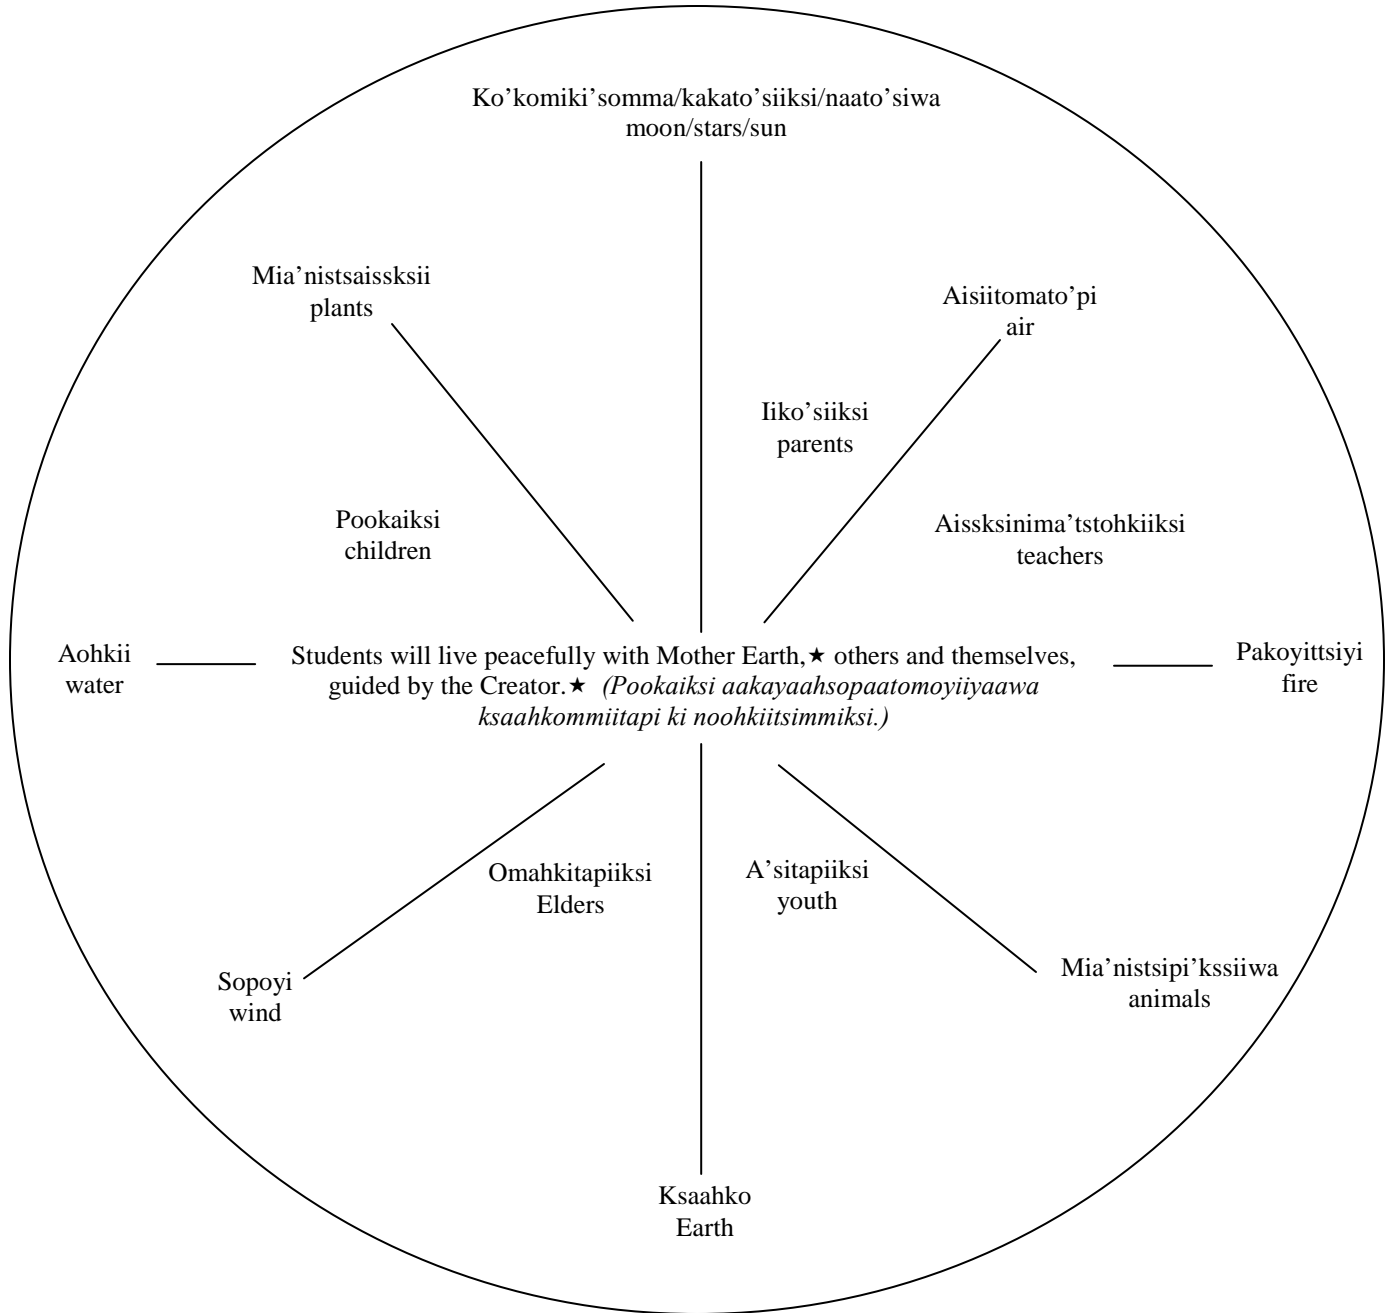 Ko’komiki’somma/kakato’siiksi/naato’siwa
moon/stars/sun
Mia’nistsaissksii
plants
Aisiitomato’pi
air
Iiko’siiksi
parents
Pookaiksi
children
Aissksinima’tstohkiiksi
teachers
Aohkii
water
Students will live peacefully with Mother Earth,★ others and themselves,
guided by the Creator.★ (Pookaiksi aakayaahsopaatomoyiiyaawa
ksaahkommiitapi ki noohkiitsimmiksi.)
Pakoyittsiyi
fire
Omahkitapiiksi
Elders
A’sitapiiksi
youth
Sopoyi
wind
Mia’nistsipi’kssiiwa
animals
Ksaahko
Earth